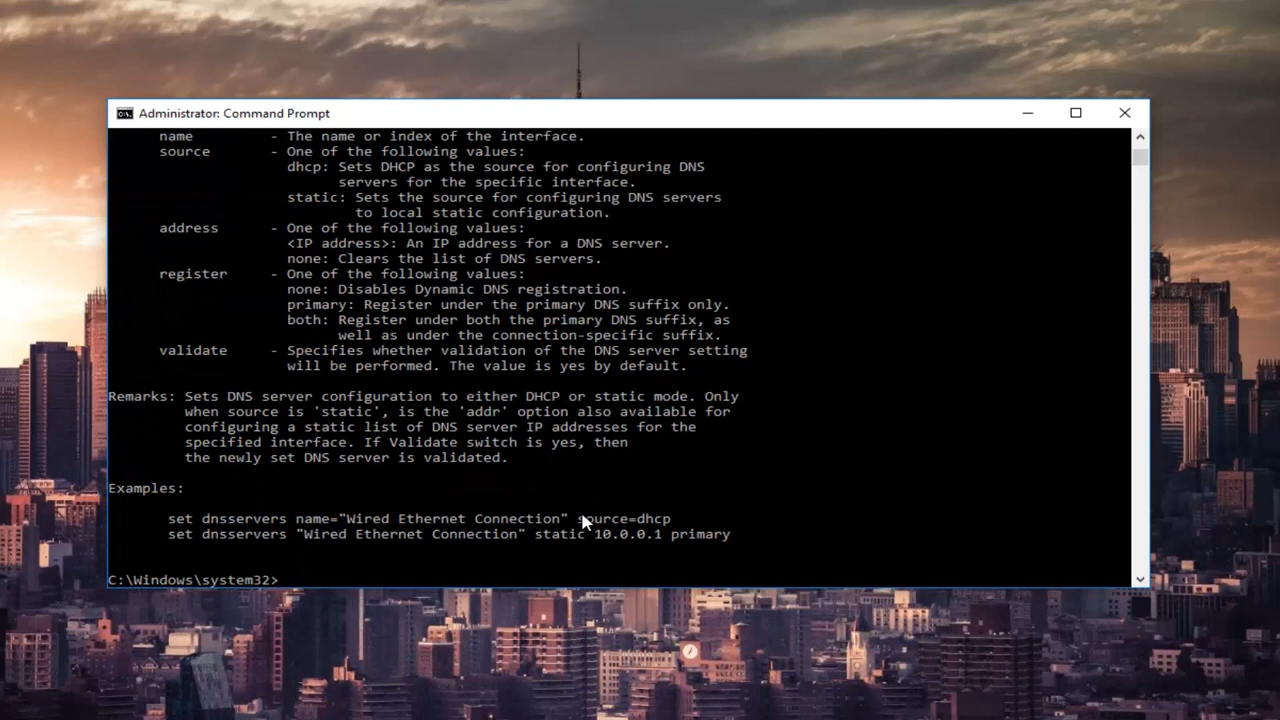 Administrator: Command Prompt
name - The name or index of the interface.
source - One of the following values:
dhcp: Sets DHCP as the source for configuring DNS
servers for the specific interface.
static: Sets the source for configuring DNS servers
to local static configuration.
address - One of the following values:
<IP address>: An IP address for a DNS server.
none: Clears the list of DNS servers.
register - One of the following values:
none: Disables Dynamic DNS registration.
primary: Register under the primary DNS suffix only.
both: Register under both the primary DNS suffix, as
well as under the connection-specific suffix.
validate - Specifies whether validation of the DNS server setting
will be performed. The value is yes by default.
Remarks: Sets DNS server configuration to either DHCP or static mode. Only
when source is 'static', is the 'addr' option also available for
configuring a static list of DNS server IP addresses for the
specified interface. If Validate switch is yes, then
the newly set DNS server is validated.
Examples:
set dnsservers name="Wired Ethernet Connection" source=dhcp
set dnsservers "Wired Ethernet Connection" static 10.0.0.1 primary
C:\Windows\system32>